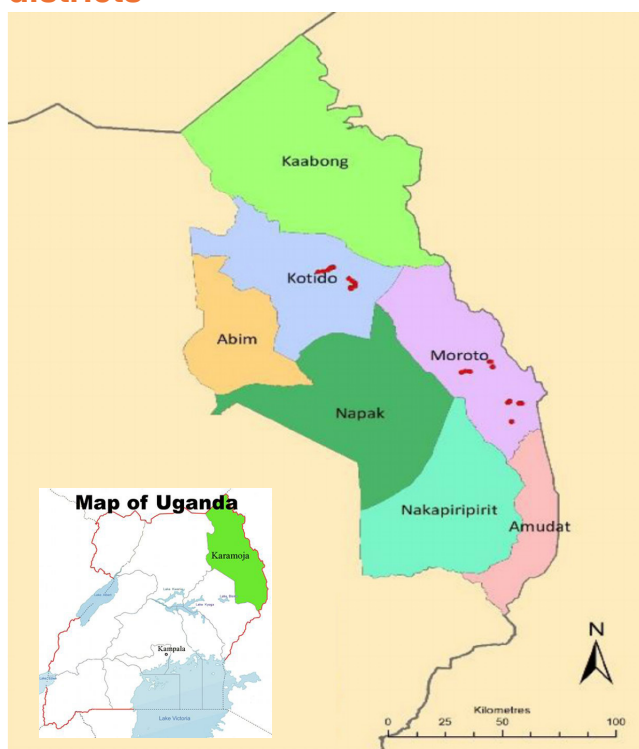 districts
Kaabong
Kotido
Abim
Moroto
Napak
Nakapiripirit
Amudat
Map of Uganda
Karamoja
Kampala
Lake Victoria
N
Kilometres
0 25 50 100